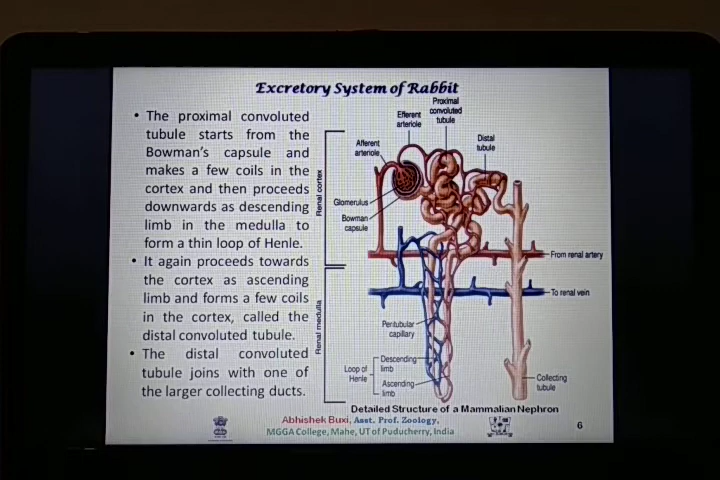 Excretory System of Rabbit
• The proximal convoluted
tubule starts from the
Bowman's capsule and
makes a few coils in the
cortex and then proceeds
downwards as descending
limb in the medulla to
form a thin loop of Henle.
• It again proceeds towards
the cortex as ascending
limb and forms a few coils
in the cortex, called the
distal convoluted tubule.
• The distal convoluted
tubule joins with one of
the larger collecting ducts.
Proximal
convoluted
tubule
Efferent
arteriole
Afferent
arteriole
Distal
tubule
Renal cortex
Glomerulus
Bowman
capsule
From renal artery
To renal vein
Renal medulla
Peritubular
capillary
Loop of
Henle
Descending
limb
Ascending
limb
Collecting
tubule
Detailed Structure of a Mammalian Nephron
Abhishek Buxi, Asst. Prof. Zoology,
MGGA College, Mahe, UT of Puducherry, India
6